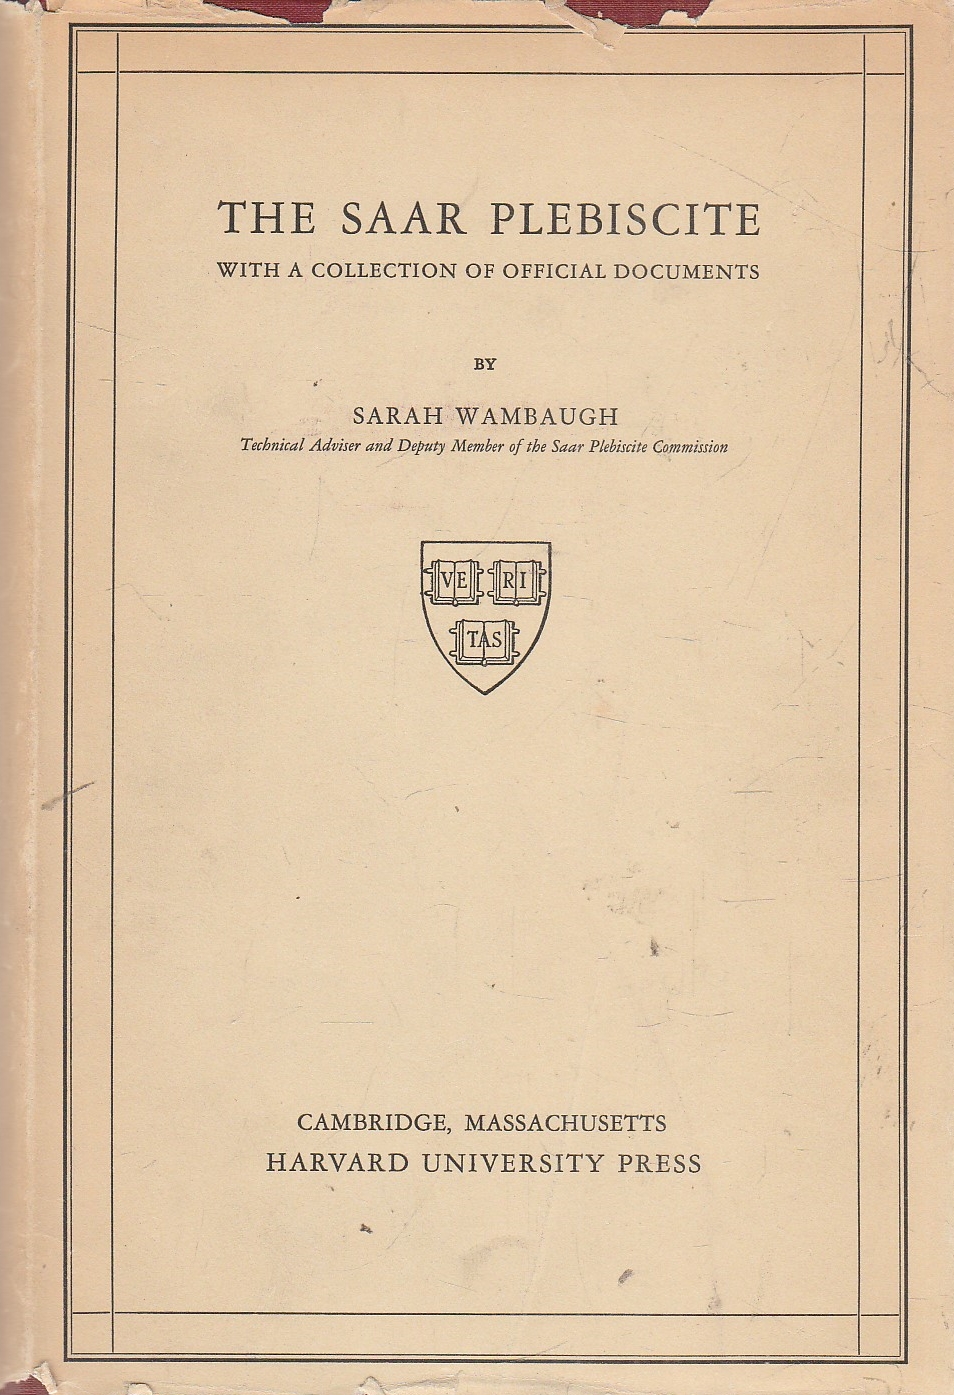 THE SAAR PLEBISCITE
WITH A COLLECTION OF OFFICIAL DOCUMENTS
BY
SARAH WAMBAUGH
Technical Adviser and Deputy Member of the Saar Plebiscite Commission
VE RI
TAS
CAMBRIDGE, MASSACHUSETTS
HARVARD UNIVERSITY PRESS